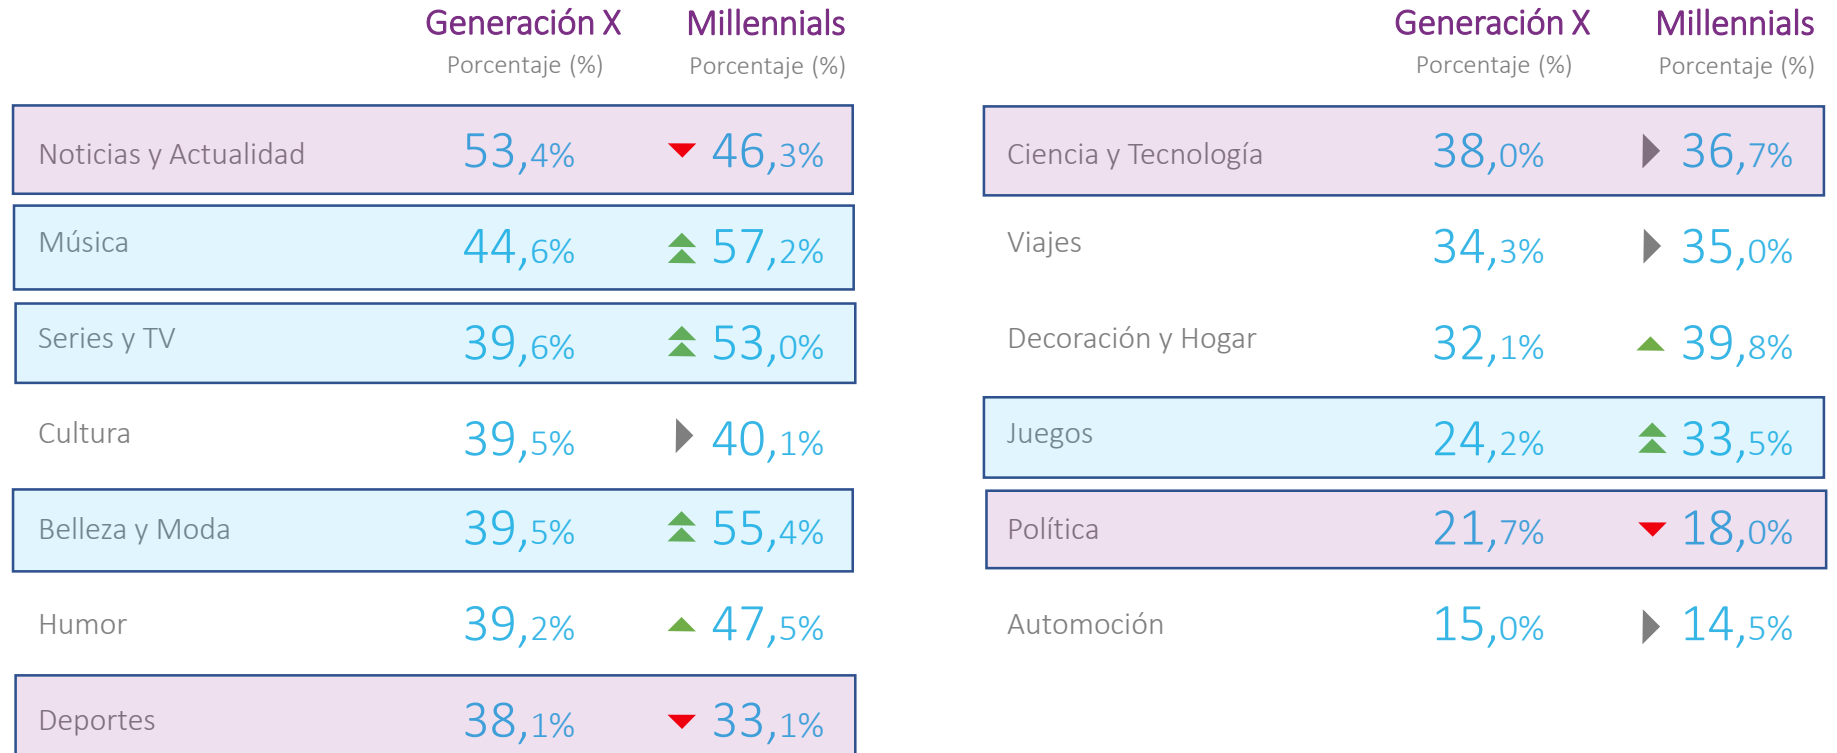 Generación X Millennials
Porcentaje (%) Porcentaje (%)
Noticias y Actualidad 53,4% 46,3%
Música 44,6% 57,2%
Series y TV 39,6% 53,0%
Cultura 39,5% 40,1%
Belleza y Moda 39,5% 55,4%
Humor 39,2% 47,5%
Deportes 38,1% 33,1%
Generación X Millennials
Porcentaje (%) Porcentaje (%)
Ciencia y Tecnología 38,0% 36,7%
Viajes 34,3% 35,0%
Decoración y Hogar 32,1% 39,8%
Juegos 24,2% 33,5%
Política 21,7% 18,0%
Automoción 15,0% 14,5%